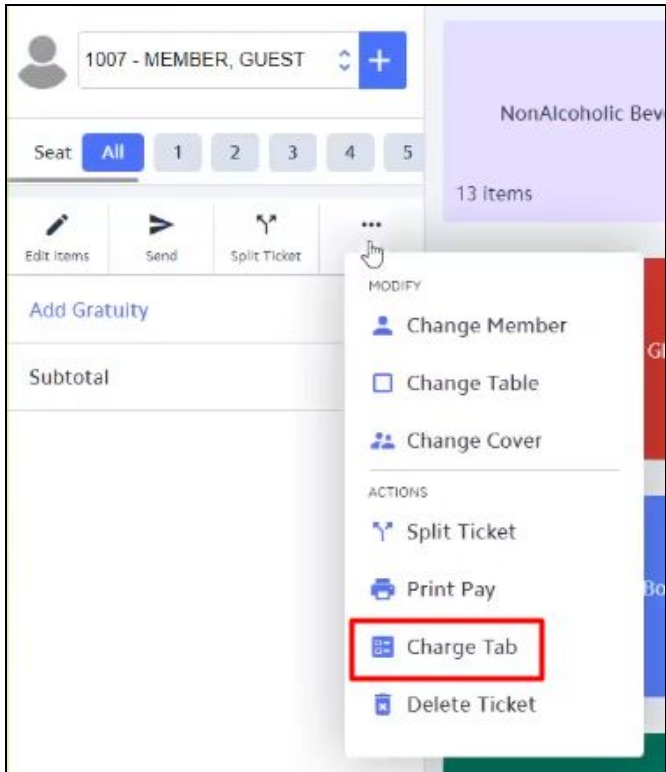 1007 - MEMBER, GUEST
Seat All 1 2 3 4 5
Edit Items Send Split Ticket
Add Gratuity
Subtotal
MODIFY
Change Member
Change Table
Change Cover
ACTIONS
Split Ticket
Print Pay
Charge Tab
Delete Ticket
NonAlcoholic Bev
13 items
Gl
Bo